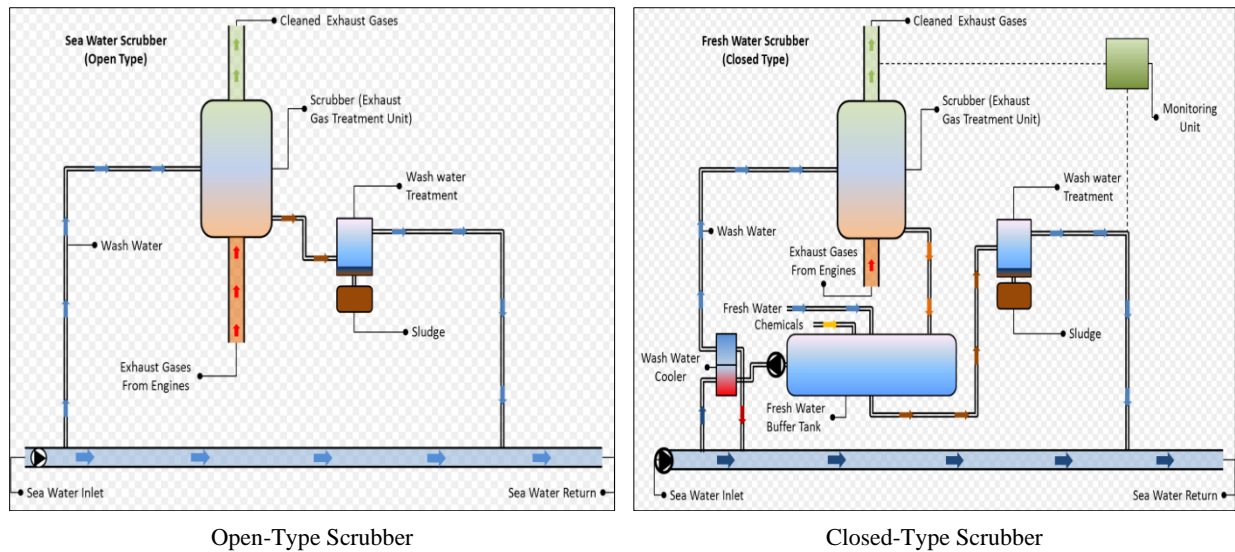 Sea Water Scrubber
(Open Type)
Cleaned Exhaust Gases
Scrubber (Exhaust
Gas Treatment Unit)
Wash water
Treatment
Wash Water
Sludge
Exhaust Gases
From Engines
Sea Water Inlet
Sea Water Return
Open-Type Scrubber
Fresh Water Scrubber
(Closed Type)
Cleaned Exhaust Gases
Scrubber (Exhaust
Gas Treatment Unit)
Monitoring
Unit
Wash water
Treatment
Wash Water
Exhaust Gases
From Engines
Fresh Water
Chemicals
Sludge
Wash Water
Cooler
Fresh Water
Buffer Tank
Sea Water Inlet
Sea Water Return
Closed-Type Scrubber